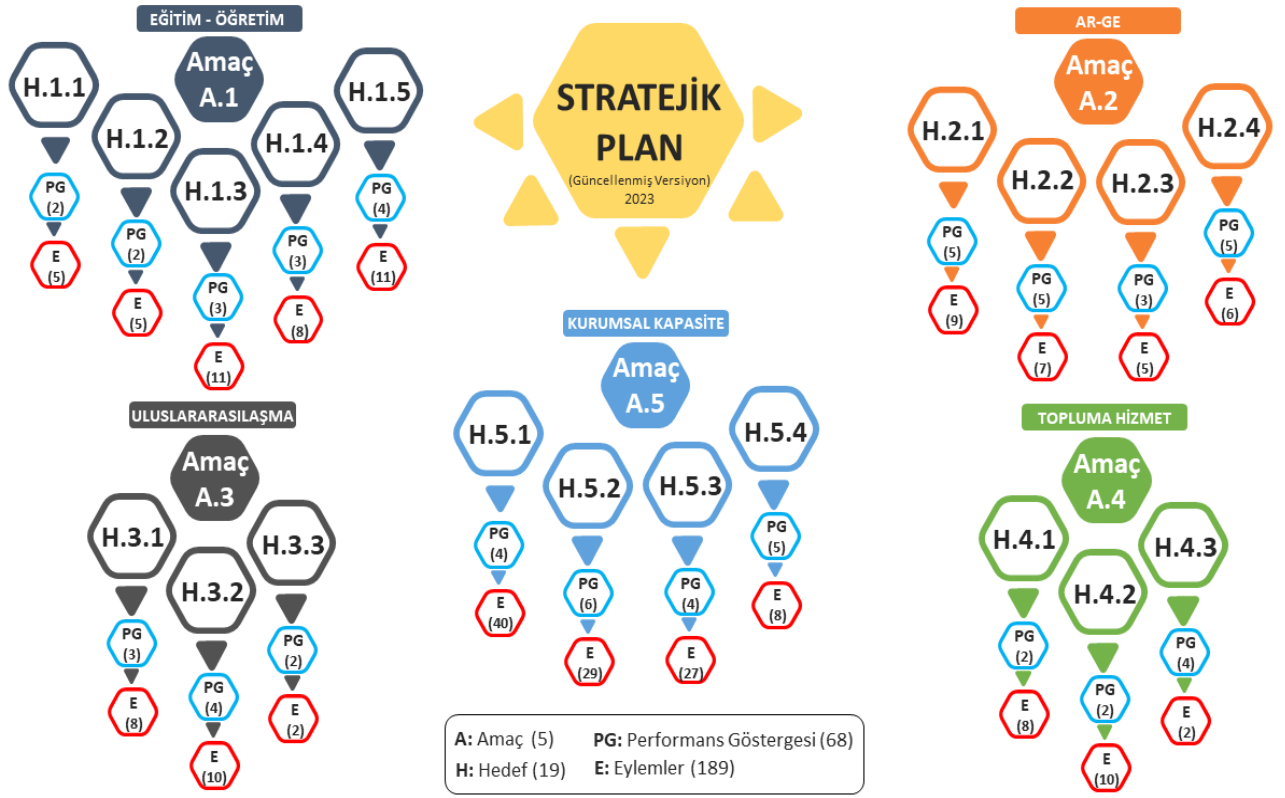 EĞİTİM - ÖĞRETİM
Amaç
A.1
H.1.1
H.1.2
H.1.3
H.1.4
H.1.5
PG
(2)
E
(5)
PG
(2)
E
(5)
PG
(3)
E
(11)
PG
(3)
E
(8)
PG
(4)
E
(11)
STRATEJİK
PLAN
(Güncellenmiş Versiyon)
2023
AR-GE
Amaç
A.2
H.2.1
H.2.2
H.2.3
H.2.4
PG
(5)
E
(9)
PG
(5)
E
(7)
PG
(3)
E
(5)
PG
(5)
E
(6)
ULUSLARARASILAŞMA
Amaç
A.3
H.3.1
H.3.2
H.3.3
PG
(3)
E
(8)
PG
(4)
E
(10)
PG
(2)
E
(2)
KURUMSAL KAPASİTE
Amaç
A.5
H.5.1
H.5.2
H.5.3
H.5.4
PG
(4)
E
(40)
PG
(6)
E
(29)
PG
(4)
E
(27)
PG
(5)
E
(8)
TOPLUMA HİZMET
Amaç
A.4
H.4.1
H.4.2
H.4.3
PG
(2)
E
(8)
PG
(2)
E
(10)
PG
(4)
E
(2)
A: Amaç (5) PG: Performans Göstergesi (68)
H: Hedef (19) E: Eylemler (189)